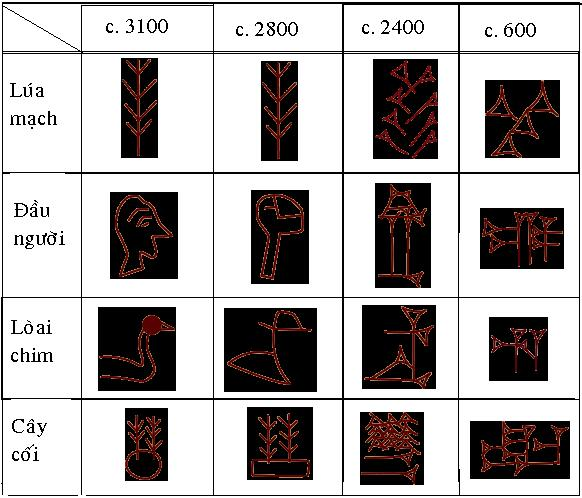 c. 3100 c. 2800 c. 2400 c. 600
Lúa
mạch
Đầu
người
Lòai
chim
Cây
cối